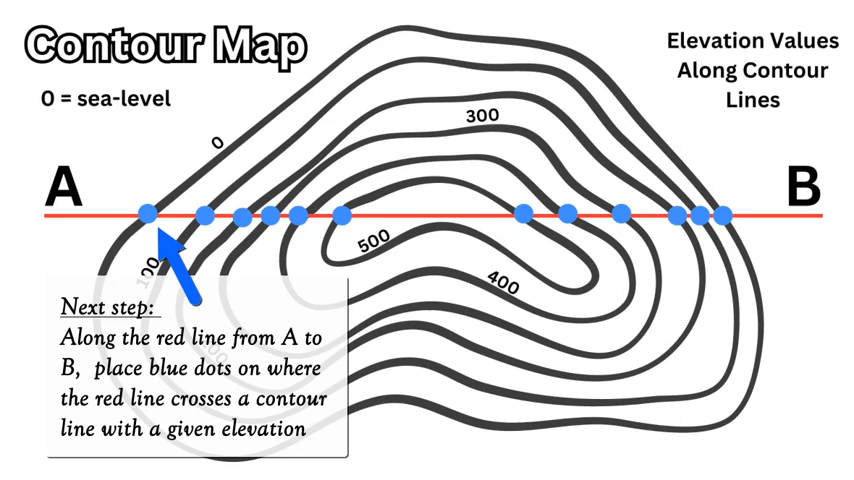 Contour Map
Elevation Values
Along Contour
Lines
0 = sea-level
0
300
A
B
500
100
400
Next step:
Along the red line from A to
B, place blue dots on where
the red line crosses a contour
line with a given elevation